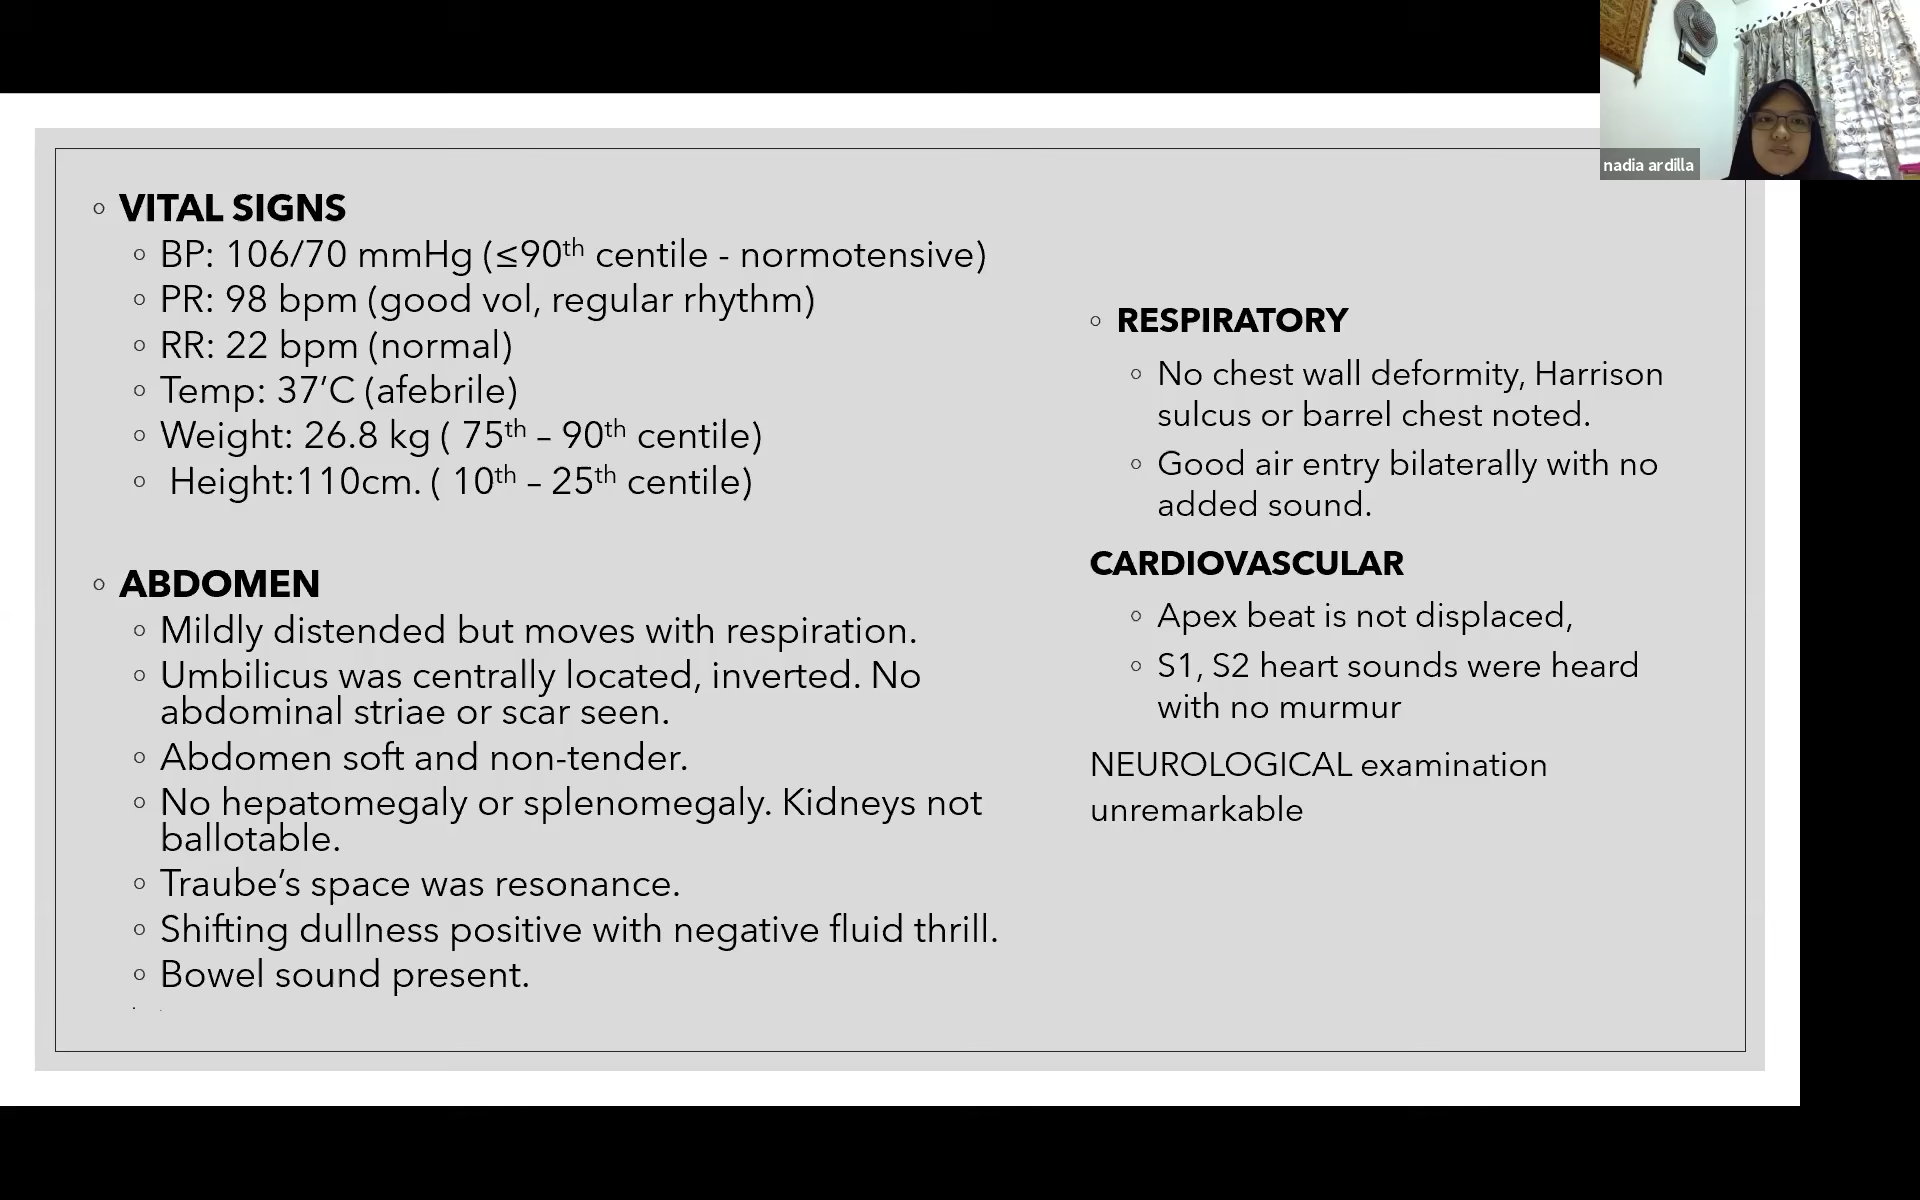 nadia ardilla
VITAL SIGNS
BP: 106/70 mmHg (≤90th centile - normotensive)
PR: 98 bpm (good vol, regular rhythm)
RR: 22 bpm (normal)
Temp: 37’C (afebrile)
Weight: 26.8 kg ( 75th – 90th centile)
Height:110cm. ( 10th – 25th centile)
ABDOMEN
Mildly distended but moves with respiration.
Umbilicus was centrally located, inverted. No
abdominal striae or scar seen.
Abdomen soft and non-tender.
No hepatomegaly or splenomegaly. Kidneys not
ballotable.
Traube’s space was resonance.
Shifting dullness positive with negative fluid thrill.
Bowel sound present.
RESPIRATORY
No chest wall deformity, Harrison
sulcus or barrel chest noted.
Good air entry bilaterally with no
added sound.
CARDIOVASCULAR
Apex beat is not displaced,
S1, S2 heart sounds were heard
with no murmur
NEUROLOGICAL examination
unremarkable